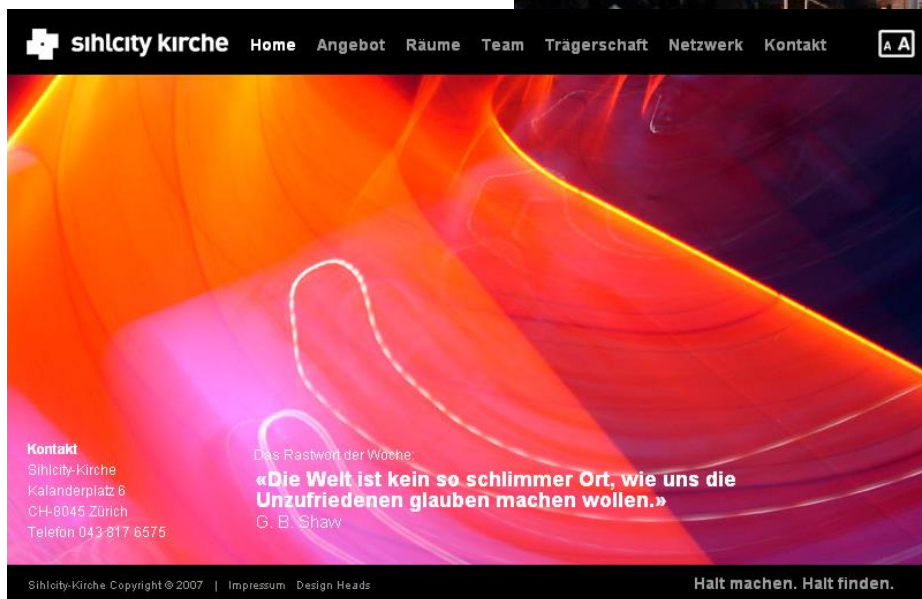 sihlcity kirche Home Angebot Räume Team Trägerschaft Netzwerk Kontakt A A
Kontakt
Sihlcity-Kirche
Kalanderplatz 6
CH-8045 Zürich
Telefon 043 817 6575
Das Rastwort der Woche:
«Die Welt ist kein so schlimmer Ort, wie uns die
Unzufriedenen glauben machen wollen.»
G. B. Shaw
Sihlcity-Kirche Copyright © 2007 | Impressum Design Heads
Halt machen. Halt finden.